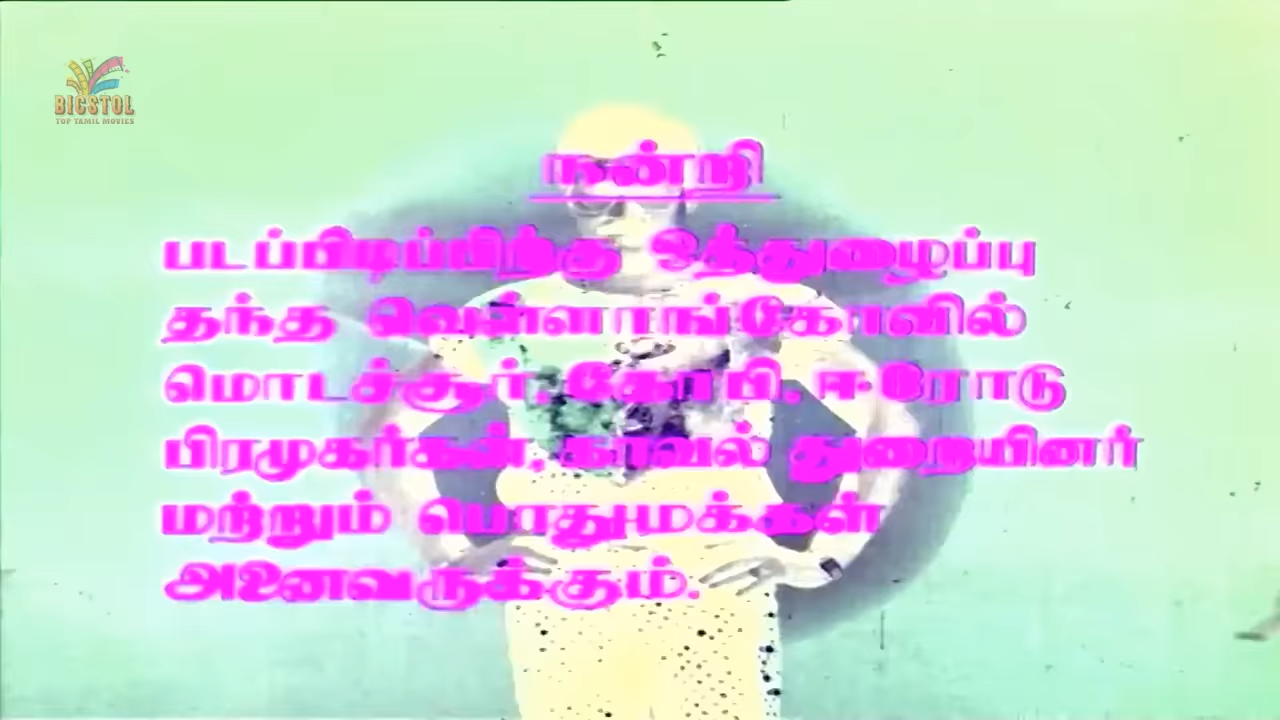 BIGSTOL
TOP TAMIL MOVIES
நன்றி
படப்பிடிப்பிற்கு ஒத்துழைப்பு
தந்த வெள்ளாங்கோவில்
மொடச்சூர், கோபி, ஈரோடு
பிரமுகர்கள், காவல் துறையினர்
மற்றும் பொதுமக்கள்
அனைவருக்கும்.